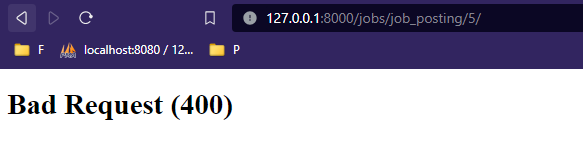 127.0.0.1:8000/jobs/job_posting/5/
F localhost:8080 / 12... P
Bad Request (400)